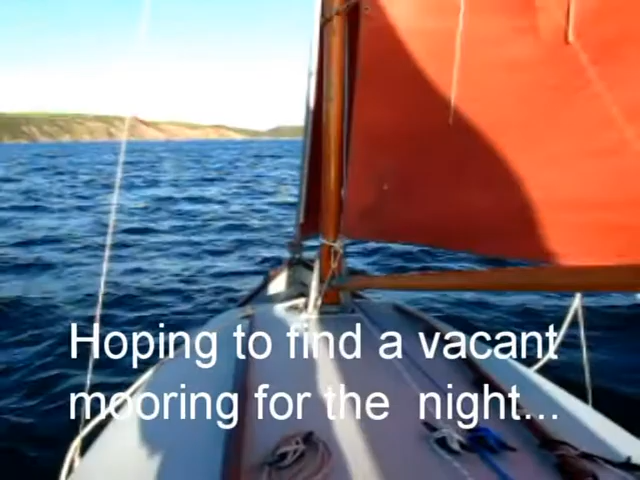 Hoping to find a vacant
mooring for the  night...